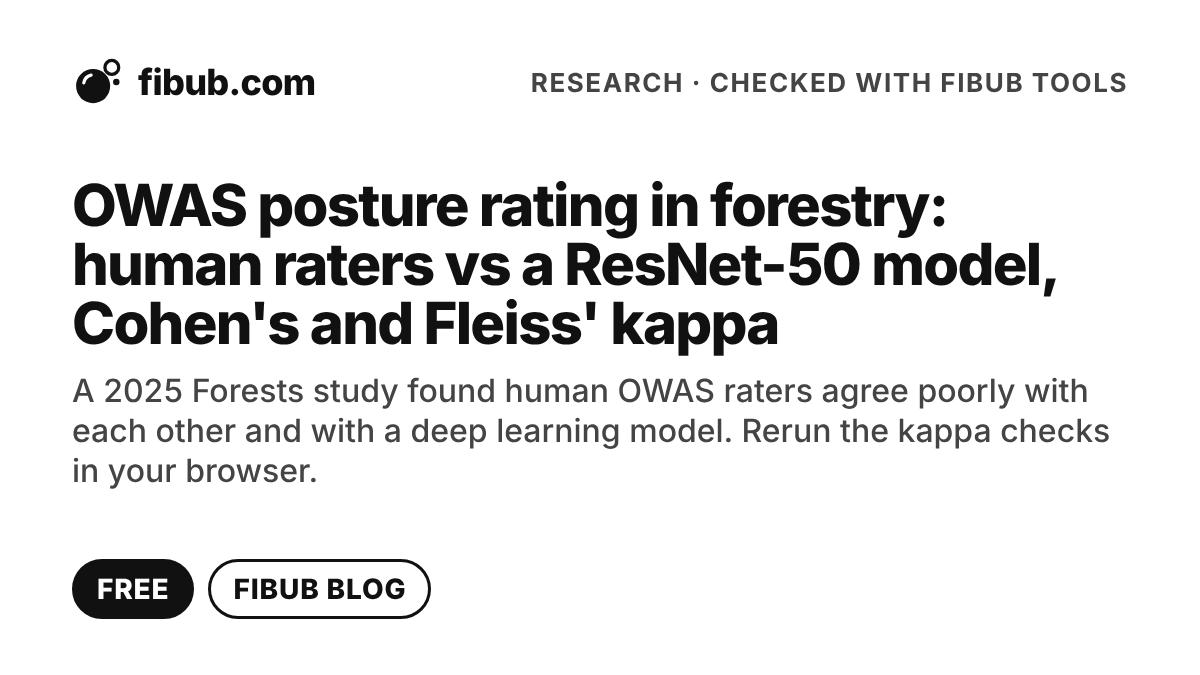 fibub.com
RESEARCH · CHECKED WITH FIBUB TOOLS
OWAS posture rating in forestry:
human raters vs a ResNet-50 model,
Cohen's and Fleiss' kappa
A 2025 Forests study found human OWAS raters agree poorly with
each other and with a deep learning model. Rerun the kappa checks
in your browser.
FREE
FIBUB BLOG